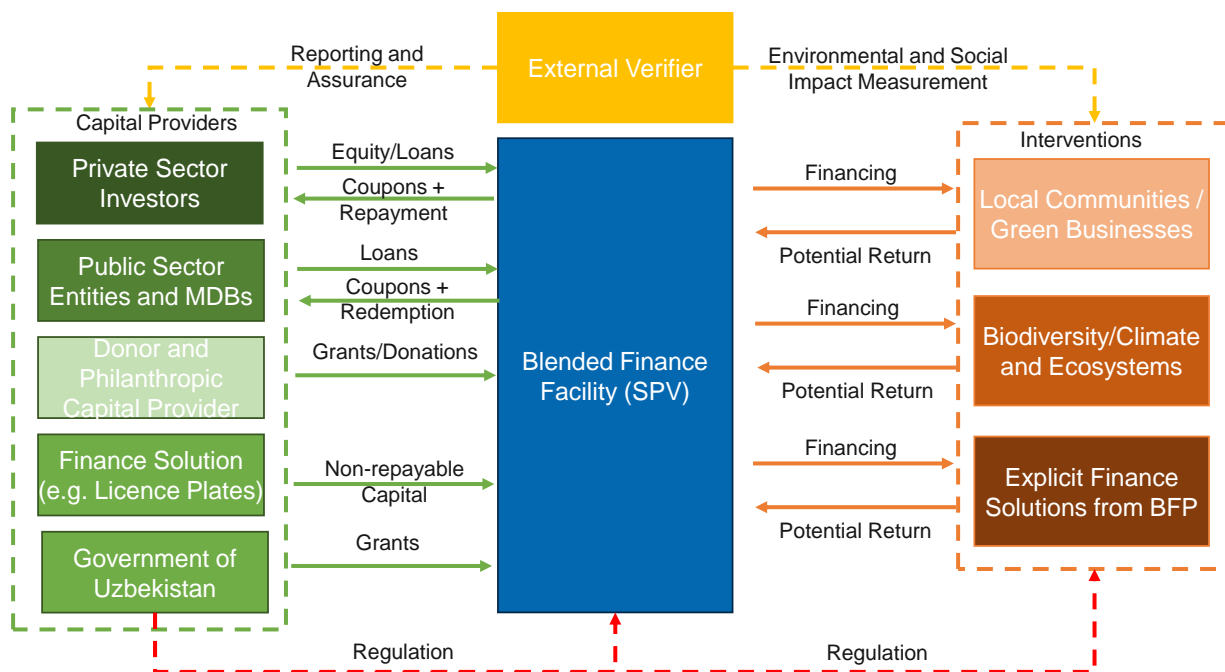 Reporting and
Assurance
External Verifier
Environmental and Social
Impact Measurement
Capital Providers
Private Sector
Investors
Public Sector
Entities and MDBs
Donor and
Philanthropic
Capital Provider
Finance Solution
(e.g. Licence Plates)
Government of
Uzbekistan
Equity/Loans
Coupons +
Repayment
Loans
Coupons +
Redemption
Grants/Donations
Non-repayable
Capital
Grants
Blended Finance
Facility (SPV)
Financing
Potential Return
Financing
Potential Return
Financing
Potential Return
Interventions
Local Communities /
Green Businesses
Biodiversity/Climate
and Ecosystems
Explicit Finance
Solutions from BFP
Regulation
Regulation